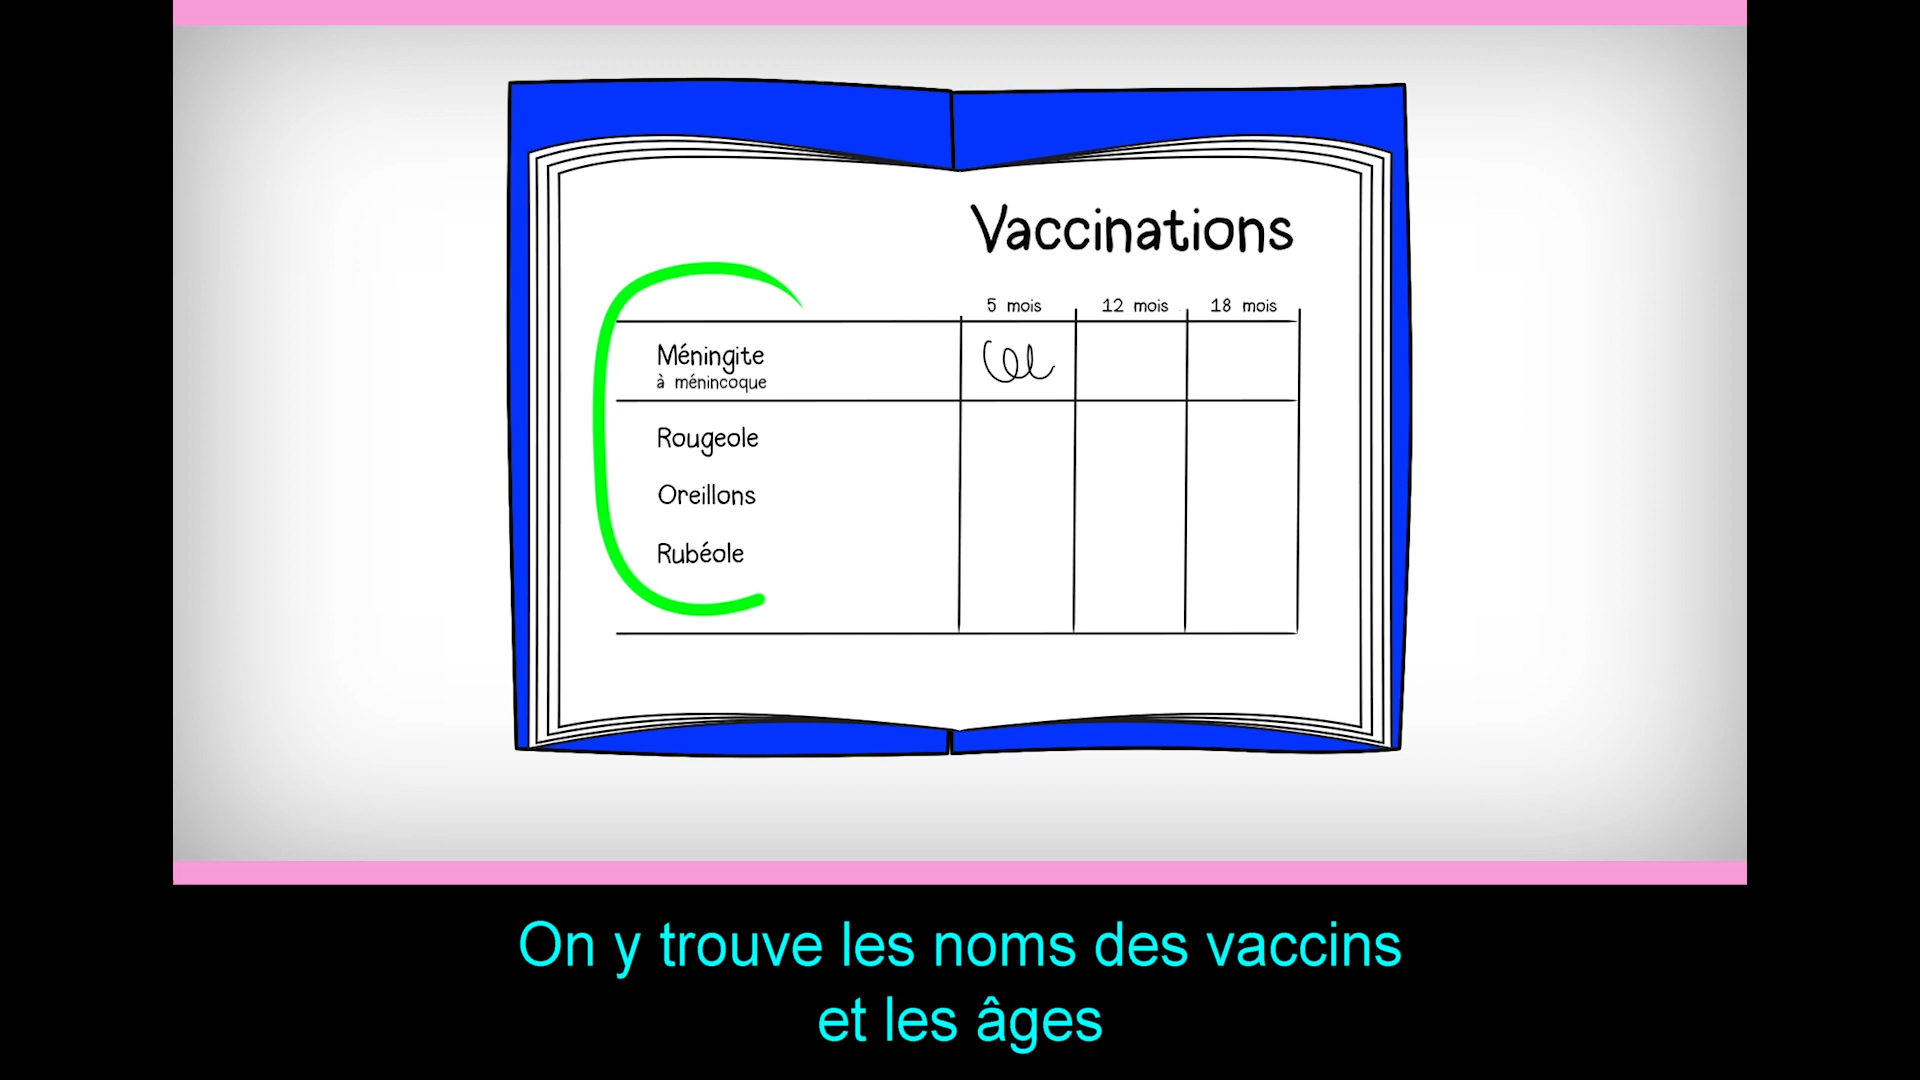 Vaccinations
5 mois 12 mois 18 mois
Méningite
àménincoque
Rougeole
Oreillons
Rubéole
On y trouve les noms des vaccins
et les âges